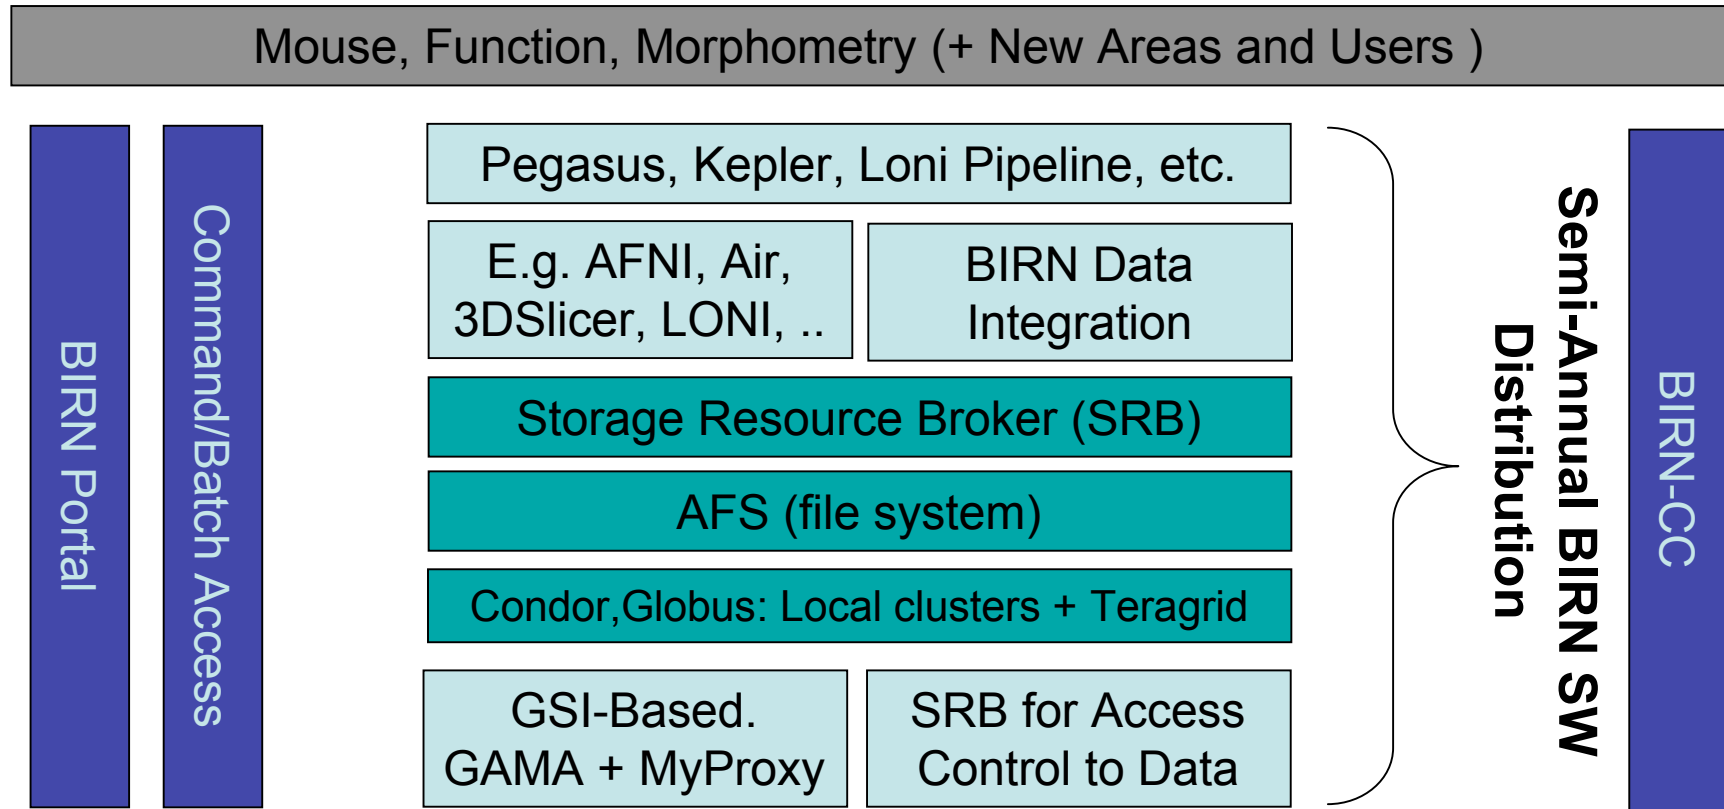 Mouse, Function, Morphometry (+ New Areas and Users )
BIRN Portal
Command/Batch Access
Pegasus, Kepler, Loni Pipeline, etc.
E.g. AFNI, Air,
3DSlicer, LONI, ..
BIRN Data
Integration
Storage Resource Broker (SRB)
AFS (file system)
Condor,Globus: Local clusters + Teragrid
GSI-Based.
GAMA + MyProxy
SRB for Access
Control to Data
Semi-Annual BIRN SW
Distribution
BIRN-CC